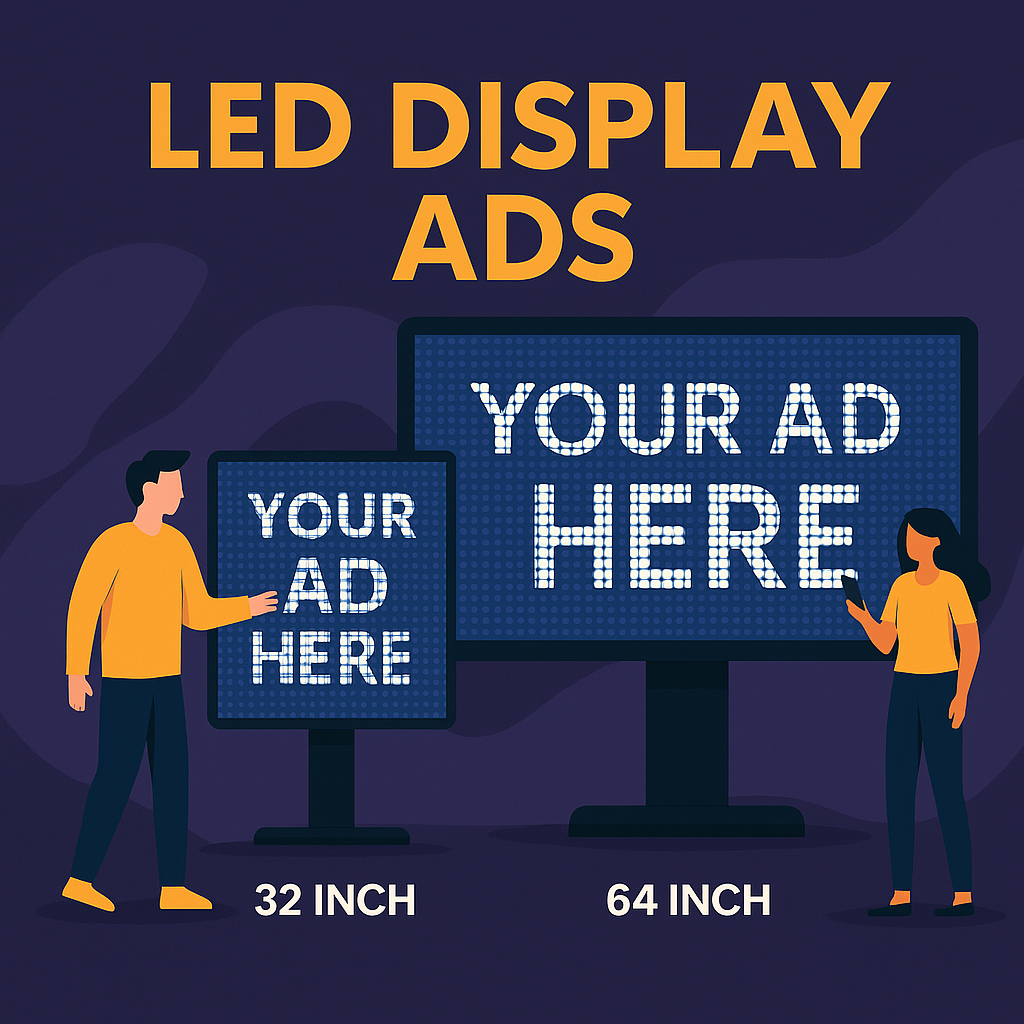 LED DISPLAY
ADS
YOUR
AD
HERE
YOUR AD
HERE
32 INCH
64 INCH